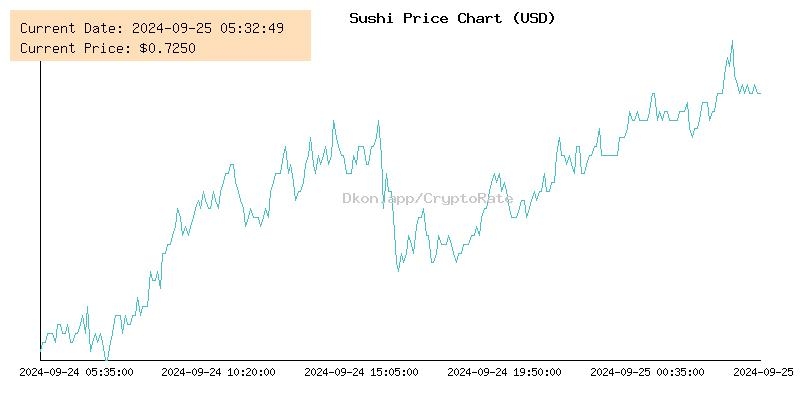 Sushi Price Chart (USD)
Current Date: 2024-09-25 05:32:49
Current Price: $0.7250
Dkon.app/CryptoRate
2024-09-24 05:35:00 2024-09-24 10:20:00 2024-09-24 15:05:00 2024-09-24 19:50:00 2024-09-25 00:35:00 2024-09-25